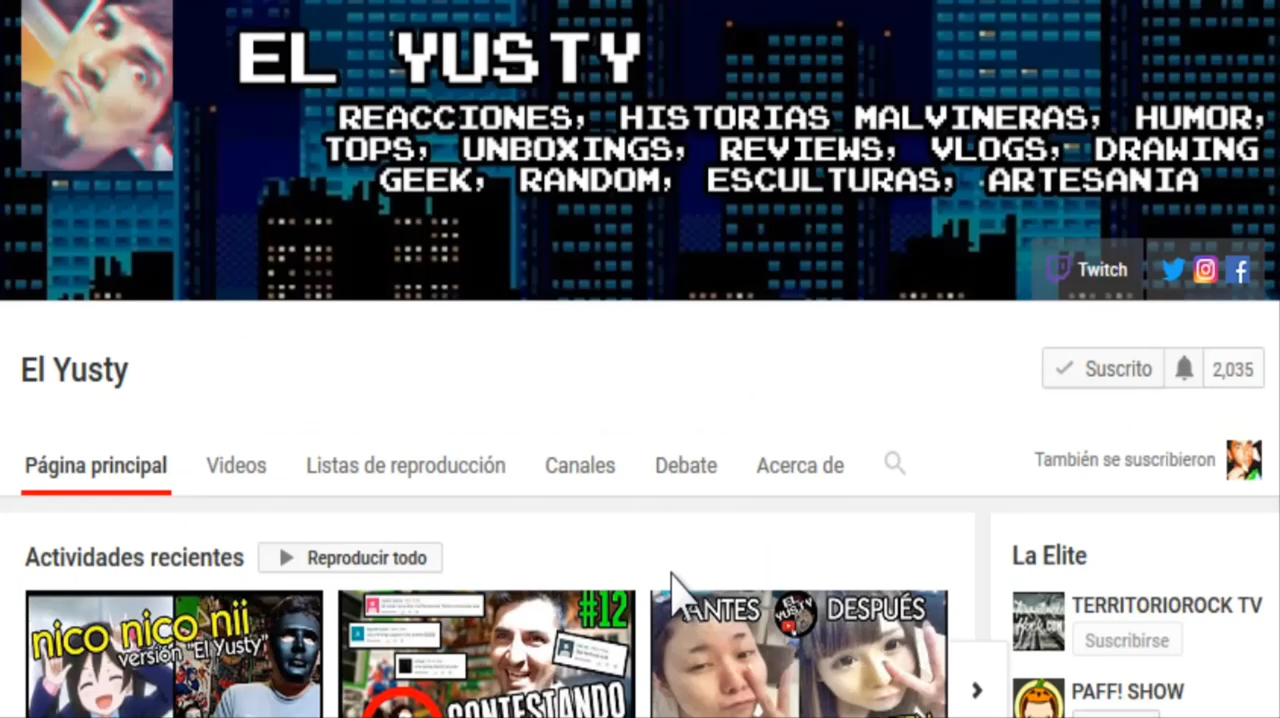 EL YUSTY
REACCIONES, HISTORIAS MALVINERAS, HUMOR,
TOPS, UNBOXINGS, REVIEWS, VLOGS, DRAWING
GEEK, RANDOM, ESCULTURAS, ARTESANIA
Twitch
El Yusty
Suscrito 2,035
Página principal Videos Listas de reproducción Canales Debate Acerca de
También se suscribieron
Actividades recientes Reproducir todo
La Elite
nico nico nii
versión "El Yusty"
#12
CONTESTANDO
ANTES EL YUSTY DESPUÉS
TERRITORIOROCK TV
Suscribirse
PAFF! SHOW